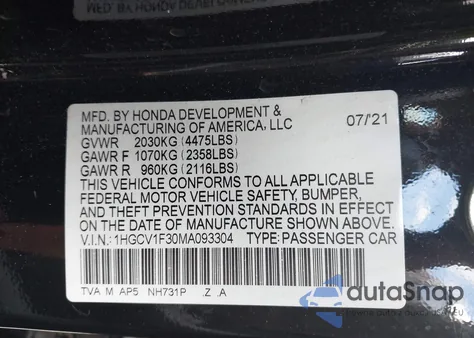 MFD. BY HONDA DEVELOPMENT &
MANUFACTURING OF AMERICA, LLC 07/21
GVWR 2030KG (4475LBS)
GAWR F 1070KG (2358LBS)
GAWR R 960KG (2116LBS)
THIS VEHICLE CONFORMS TO ALL APPLICABLE
FEDERAL MOTOR VEHICLE SAFETY, BUMPER,
AND THEFT PREVENTION STANDARDS IN EFFECT
ON THE DATE OF MANUFACTURE SHOWN ABOVE.
V.I.N: 1HGCV1F30MA093304 TYPE: PASSENGER CAR
TVA M AP5 NH731P .Z .A
autoSnap